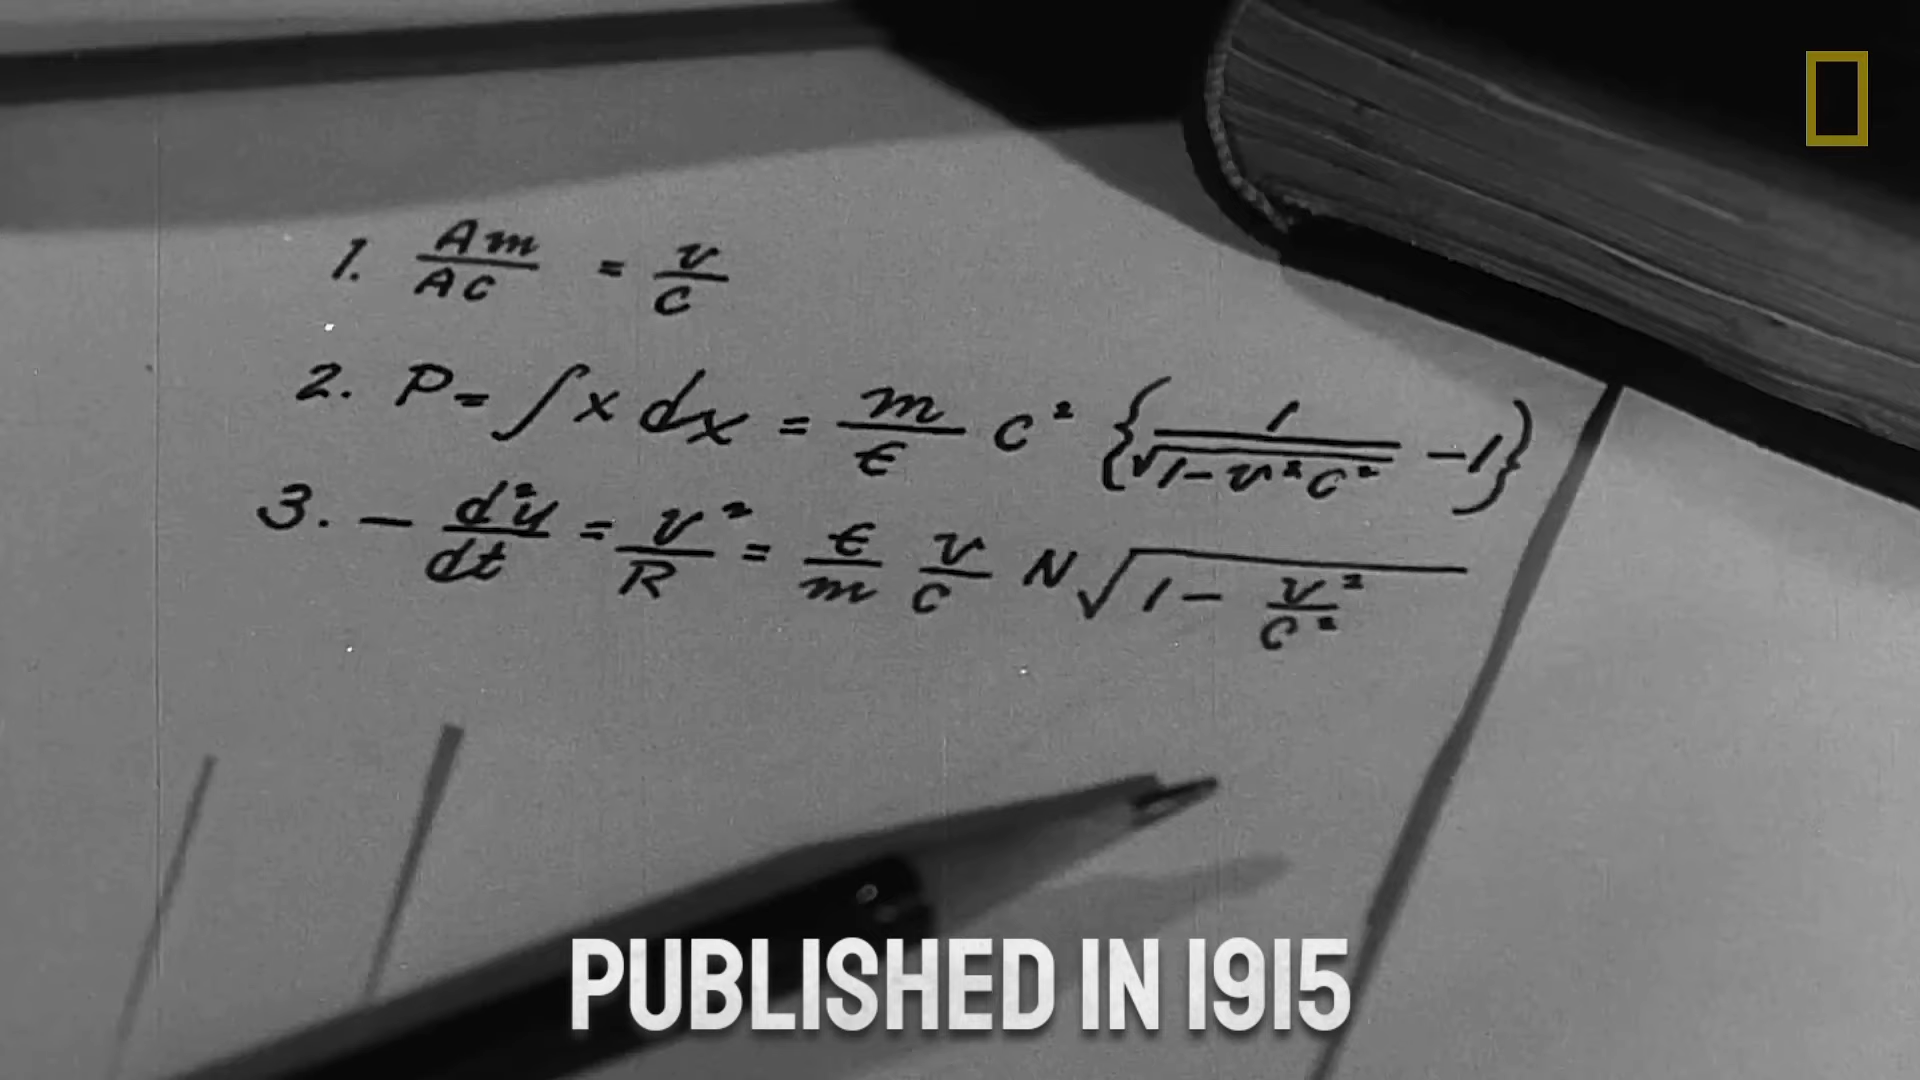 1. Am/Ac = v/c
2. P = ∫x dx = m/ε c² {1/√1-v²c² -1}
3. - d²y/dt = v²/R = ε/m v/c N√1- v²/c²
PUBLISHED IN 1915